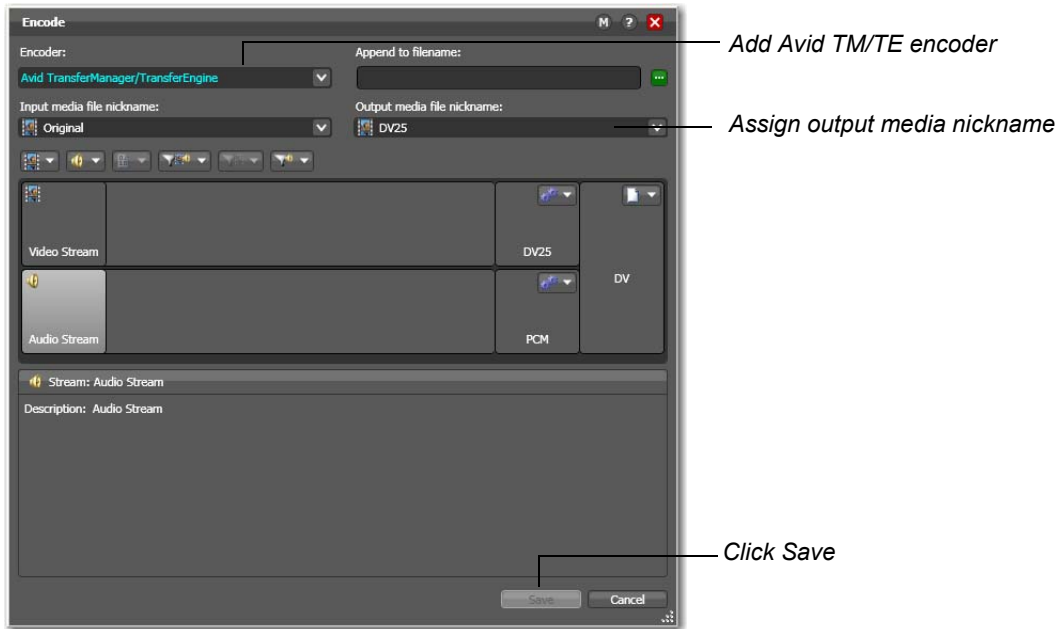 Encode
M ?
Encoder:
Append to filename:
Add Avid TM/TE encoder
Avid TransferManager/TransferEngine
Input media file nickname:
Output media file nickname:
Original
DV25
Assign output media nickname
Video Stream
DV25
DV
Audio Stream
PCM
Stream: Audio Stream
Description: Audio Stream
Click Save
Save
Cancel